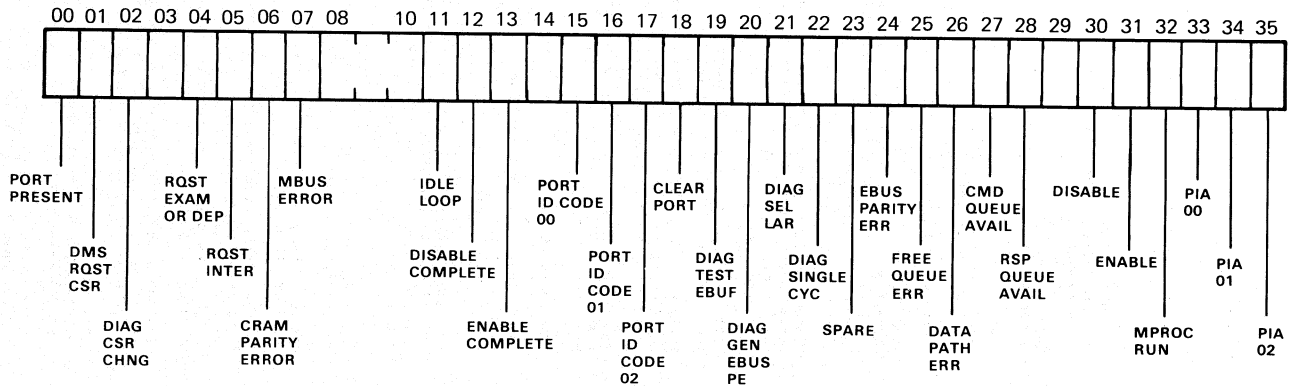 00 01 02 03 04 05 06 07 08 10 11 12 13 14 15 16 17 18 19 20 21 22 23 24 25 26 27 28 29 30 31 32 33 34 35
PORT
PRESENT
DMS
RQST
CSR
DIAG
CSR
CHNG
RQST
EXAM
OR DEP
RQST
INTER
CRAM
PARITY
ERROR
MBUS
ERROR
IDLE
LOOP
DISABLE
COMPLETE
ENABLE
COMPLETE
PORT
ID CODE
00
PORT
ID
CODE
01
PORT
ID
CODE
02
CLEAR
PORT
DIAG
TEST
EBUF
DIAG
GEN
EBUS
PE
DIAG
SEL
LAR
DIAG
SINGLE
CYC
SPARE
EBUS
PARITY
ERR
FREE
QUEUE
ERR
DATA
PATH
ERR
CMD
QUEUE
AVAIL
RSP
QUEUE
AVAIL
DISABLE
ENABLE
MPROC
RUN
PIA
00
PIA
01
PIA
02